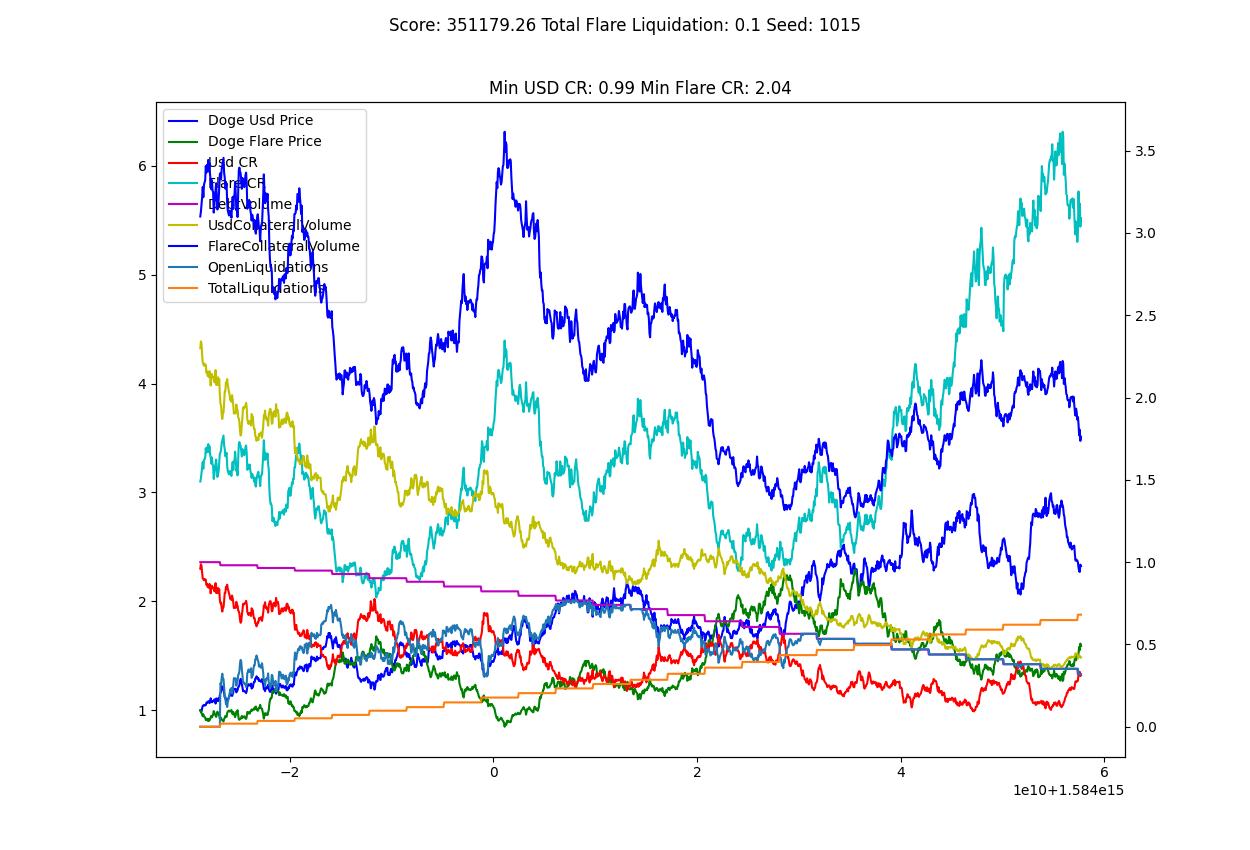 Score: 351179.26 Total Flare Liquidation: 0.1 Seed: 1015
Min USD CR: 0.99 Min Flare CR: 2.04
Doge Usd Price
Doge Flare Price
Usd CR
Flare CR
DebtVolume
UsdCollateralVolume
FlareCollateralVolume
OpenLiquidations
TotalLiquidations
6
5
4
3
2
1
3.5
3.0
2.5
2.0
1.5
1.0
0.5
0.0
−2
0
2
4
6
1e10+1.584e15